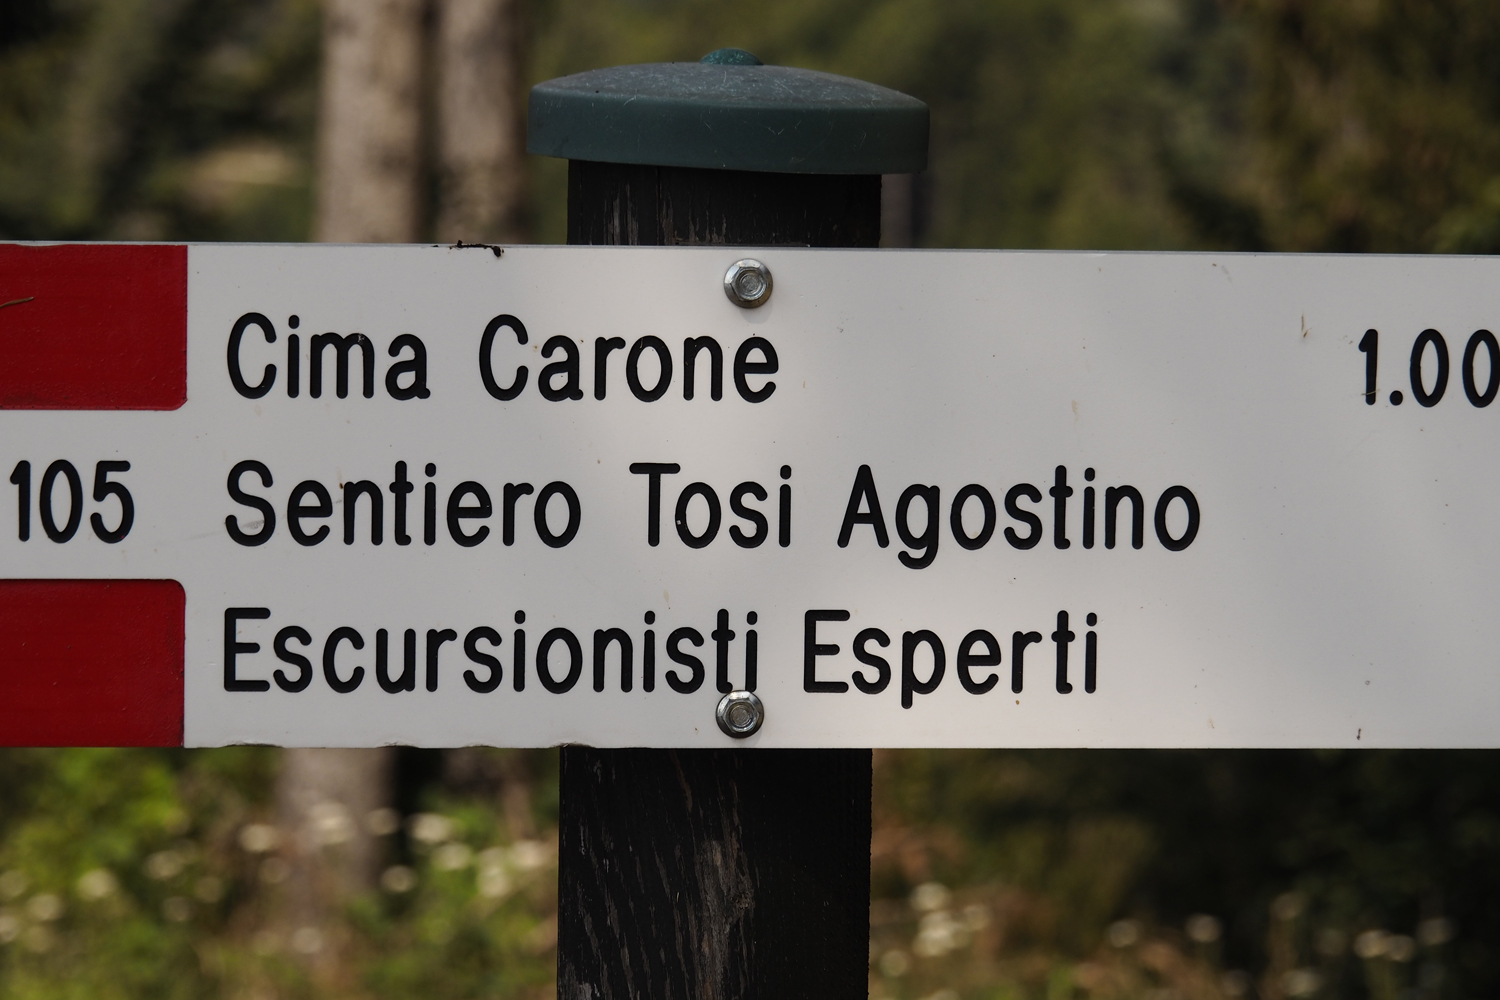 Cima Carone 1.00
105 Sentiero Tosi Agostino
Escursionisti Esperti